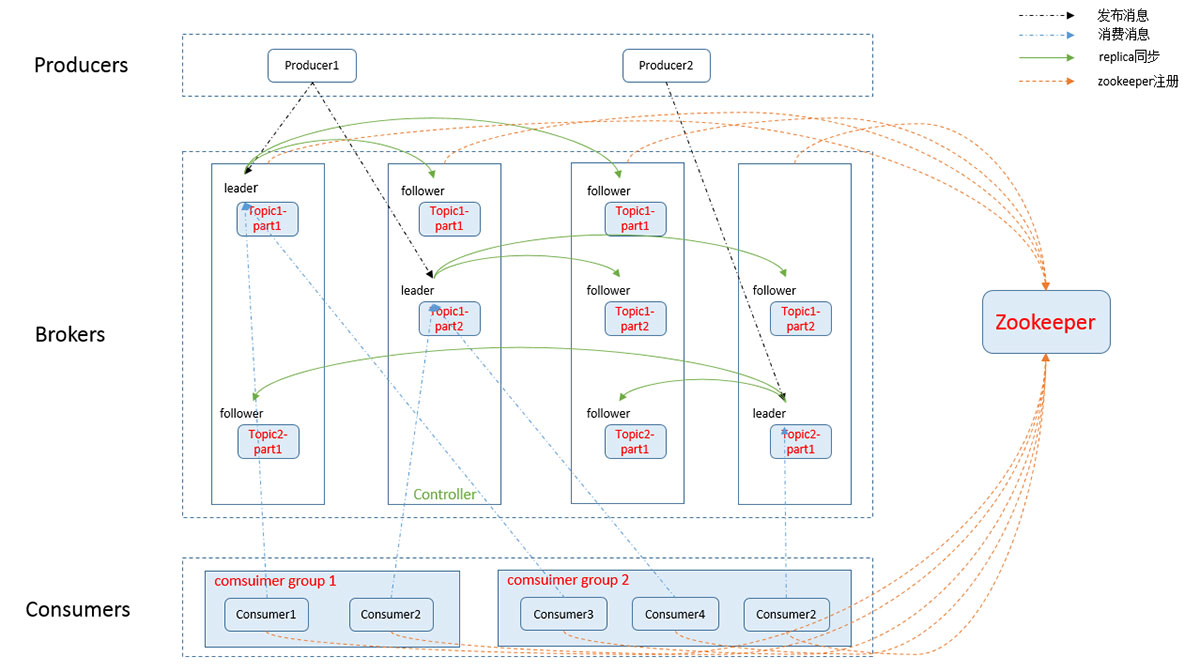 发布消息
消费消息
replica同步
zookeeper注册
Producers
Producer1
Producer2
Brokers
leader
Topic1-
part1
follower
Topic1-
part1
follower
Topic1-
part1
leader
Topic1-
part2
follower
Topic1-
part2
follower
Topic1-
part2
follower
Topic2-
part1
follower
Topic2-
part1
leader
Topic2-
part1
Controller
Zookeeper
Consumers
comsuimer group 1
Consumer1
Consumer2
comsuimer group 2
Consumer3
Consumer4
Consumer2